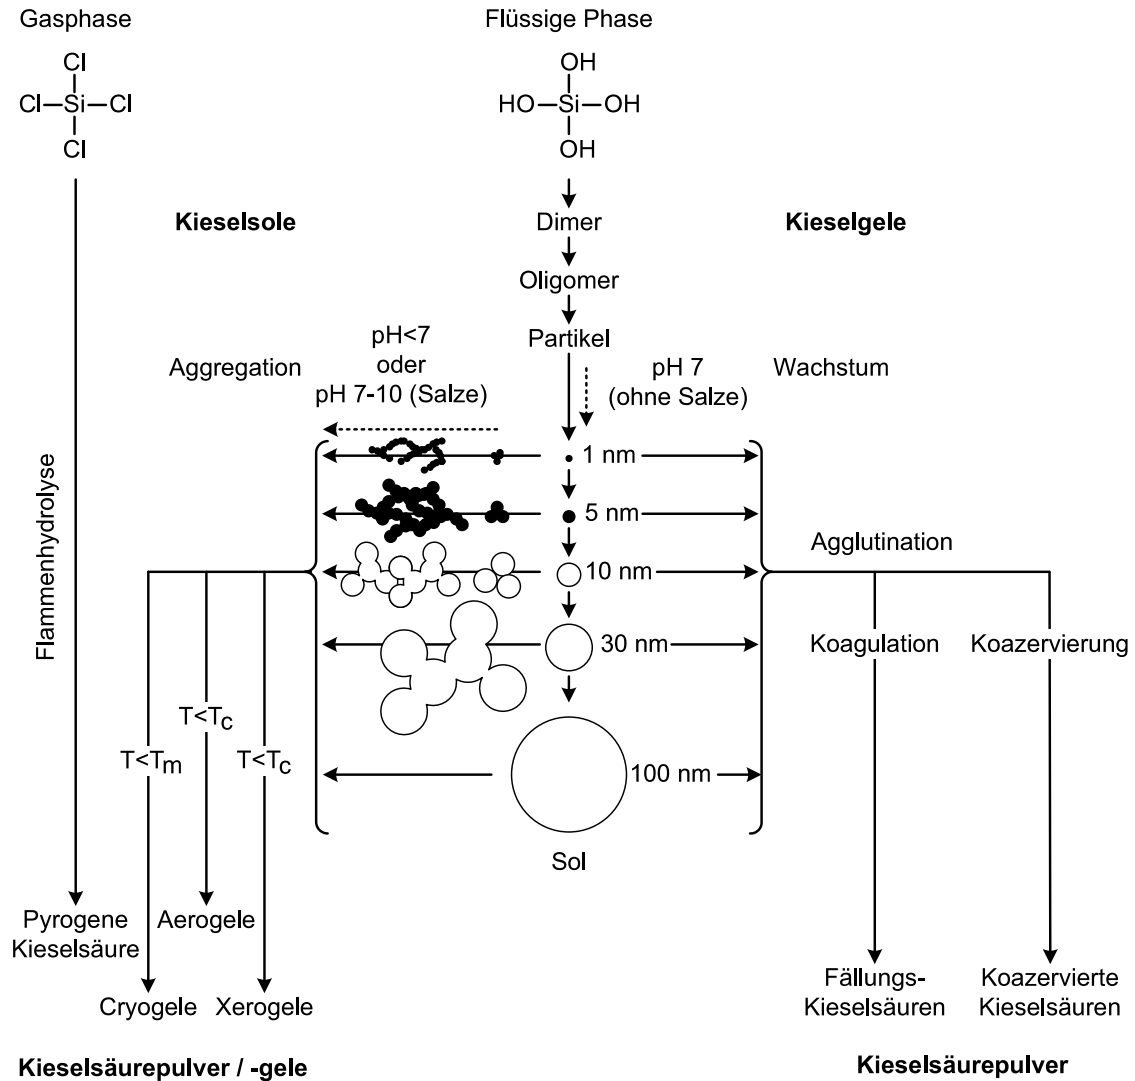 Gasphase
Flüssige Phase
Cl
Cl—Si—Cl
Cl
OH
HO—Si—OH
OH
Kieselsole
Dimer
Kieselgele
Oligomer
Partikel
Aggregation
pH<7
oder
pH 7-10 (Salze)
pH 7
(ohne Salze)
Wachstum
Flammenhydrolyse
1 nm
5 nm
10 nm
30 nm
100 nm
Sol
Agglutination
Koagulation
Koazervierung
T<Tm
T<Tc
T<Tc
Pyrogene
Kieselsäure
Aerogele
Cryogele
Xerogele
Fällungs-
Kieselsäuren
Koazervierte
Kieselsäuren
Kieselsäurepulver / -gele
Kieselsäurepulver